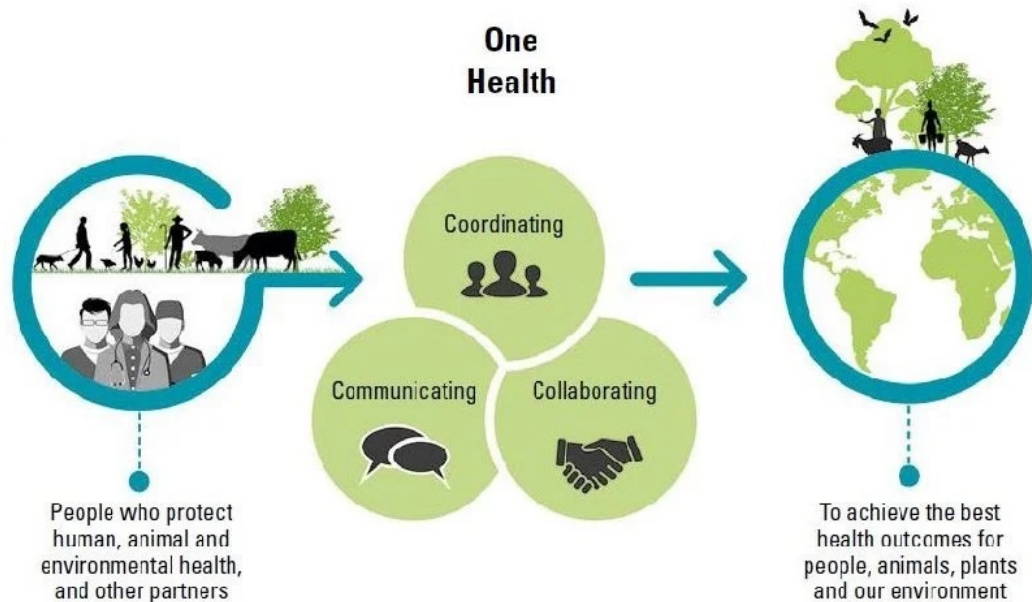 One
Health
Coordinating
Communicating
Collaborating
People who protect
human, animal and
environmental health,
and other partners
To achieve the best
health outcomes for
people, animals, plants
and our environment